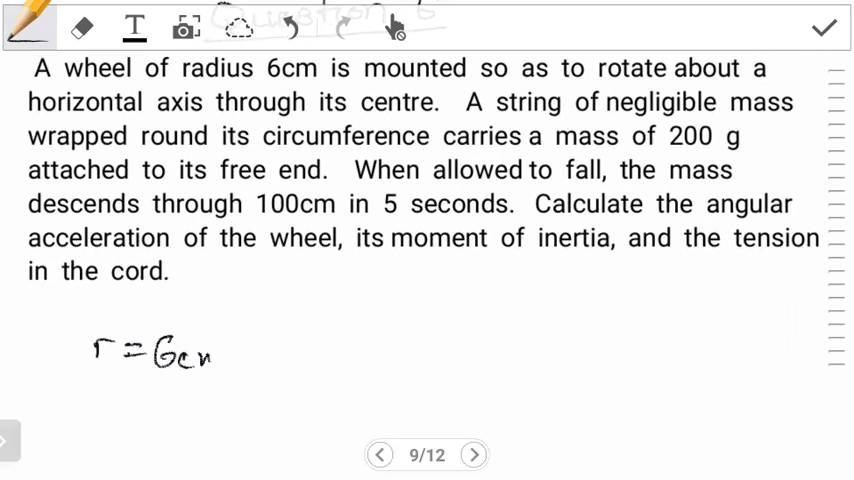 T
Question 6
A wheel of radius 6cm is mounted so as to rotate about a
horizontal axis through its centre. A string of negligible mass
wrapped round its circumference carries a mass of 200 g
attached to its free end. When allowed to fall, the mass
descends through 100cm in 5 seconds. Calculate the angular
acceleration of the wheel, its moment of inertia, and the tension
in the cord.
r = 6cm
9/12